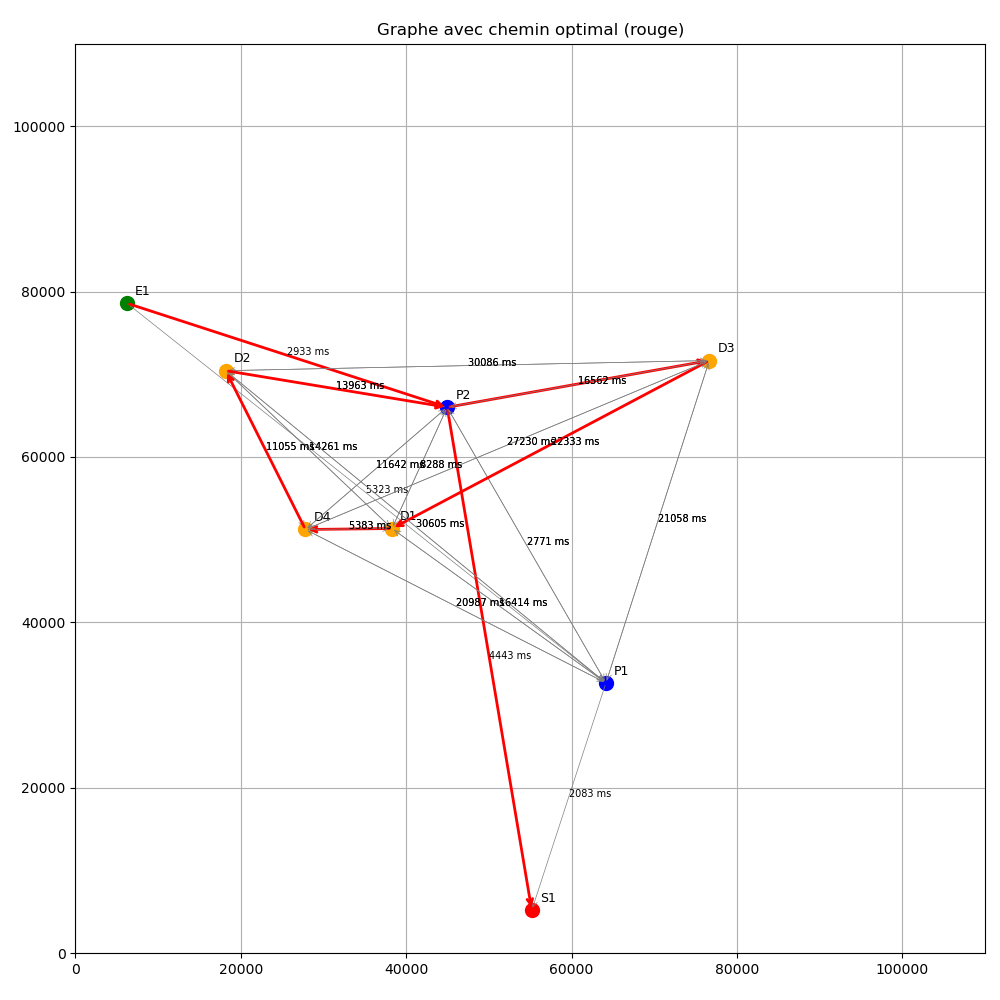 Graphe avec chemin optimal (rouge)
100000
80000
60000
40000
20000
0
0
20000
40000
60000
80000
100000
E1
D2
D3
P2
D4
D1
P1
S1
2933 ms
30086 ms
13963 ms
16562 ms
11055 ms
14261 ms
27230 ms
22333 ms
11642 ms
8288 ms
5323 ms
5383 ms
30605 ms
21058 ms
2771 ms
20987 ms
16414 ms
4443 ms
2083 ms